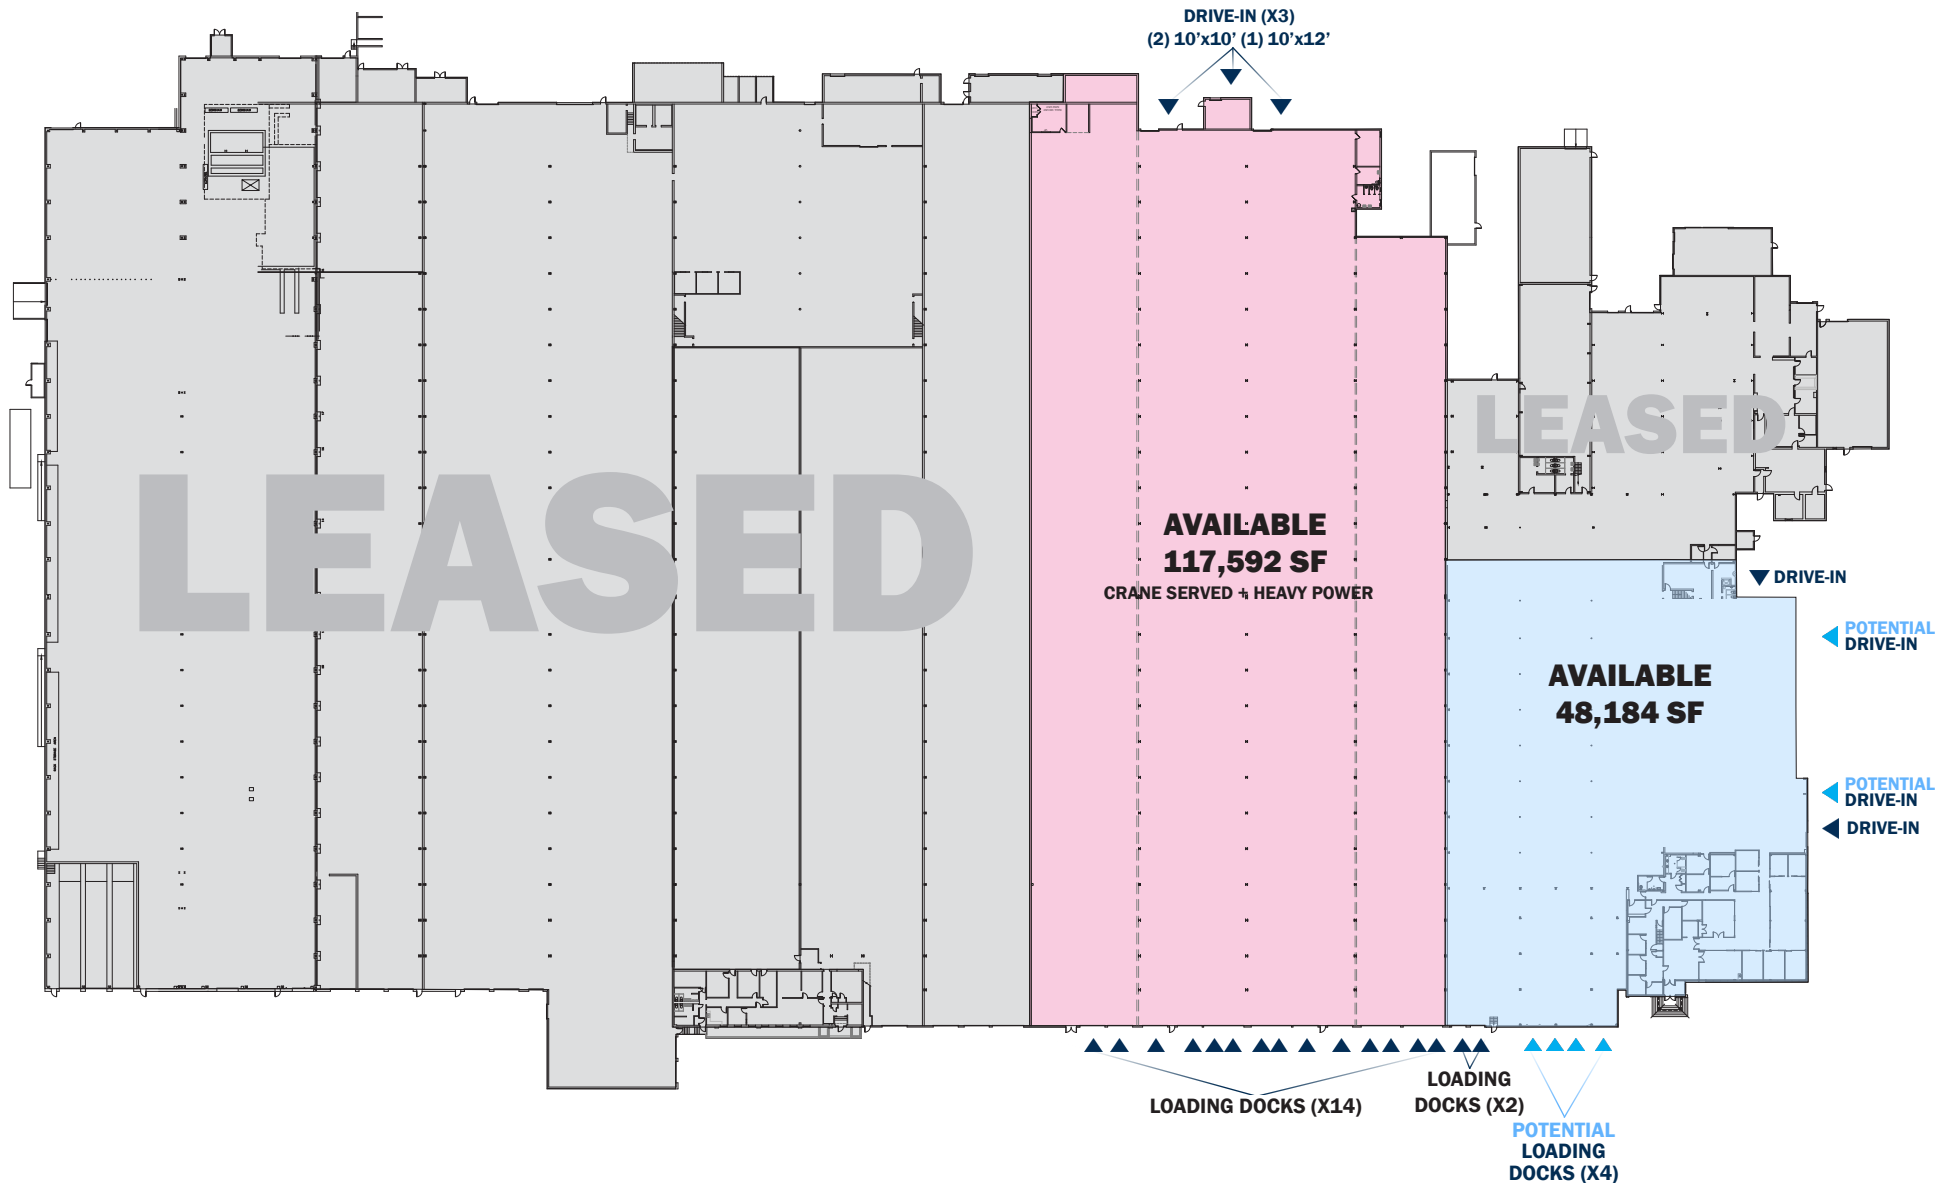 DRIVE-IN (X3)
(2) 10'x10' (1) 10'x12'
LEASED
LEASED
AVAILABLE
117,592 SF
CRANE SERVED + HEAVY POWER
DRIVE-IN
POTENTIAL
DRIVE-IN
AVAILABLE
48,184 SF
POTENTIAL
DRIVE-IN
DRIVE-IN
LOADING DOCKS (X14)
LOADING
DOCKS (X2)
POTENTIAL
LOADING
DOCKS (X4)